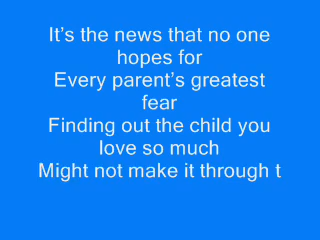 It’s the news that no one
hopes for
Every parent’s greatest
fear
Finding out the child you
love so much
Might not make it through t